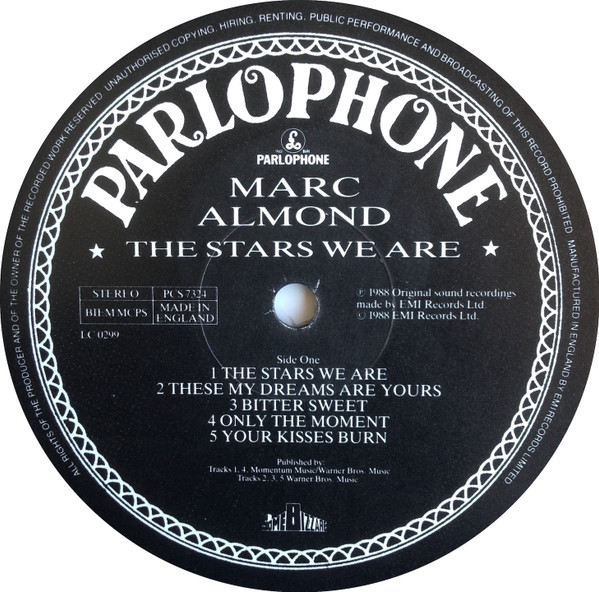 UNAUTHORISED COPYING. HIRING. RENTING. PUBLIC PERFORMANCE AND BROADCASTING OF THIS RECORD PROHIBITED. MANUFACTURED IN ENGLAND BY EMI RECORDS LIMITED
ALL RIGHTS OF THE PRODUCER AND OF THE OWNER OF THE RECORDED WORK RESERVED
PARLOPHONE
£
PARLOPHONE
MARC
ALMOND
★ THE STARS WE ARE ★
STEREO PCS 7324
BIEM MCPS MADE IN ENGLAND
LC 0299
℗ 1988 Original sound recordings
made by EMI Records Ltd.
© 1988 EMI Records Ltd.
Side One
1 THE STARS WE ARE
2 THESE MY DREAMS ARE YOURS
3 BITTER SWEET
4 ONLY THE MOMENT
5 YOUR KISSES BURN
Published by:
Tracks 1, 4, Momentum Music/Warner Bros. Music
Tracks 2, 3, 5 Warner Bros. Music
SOME BIZZARE